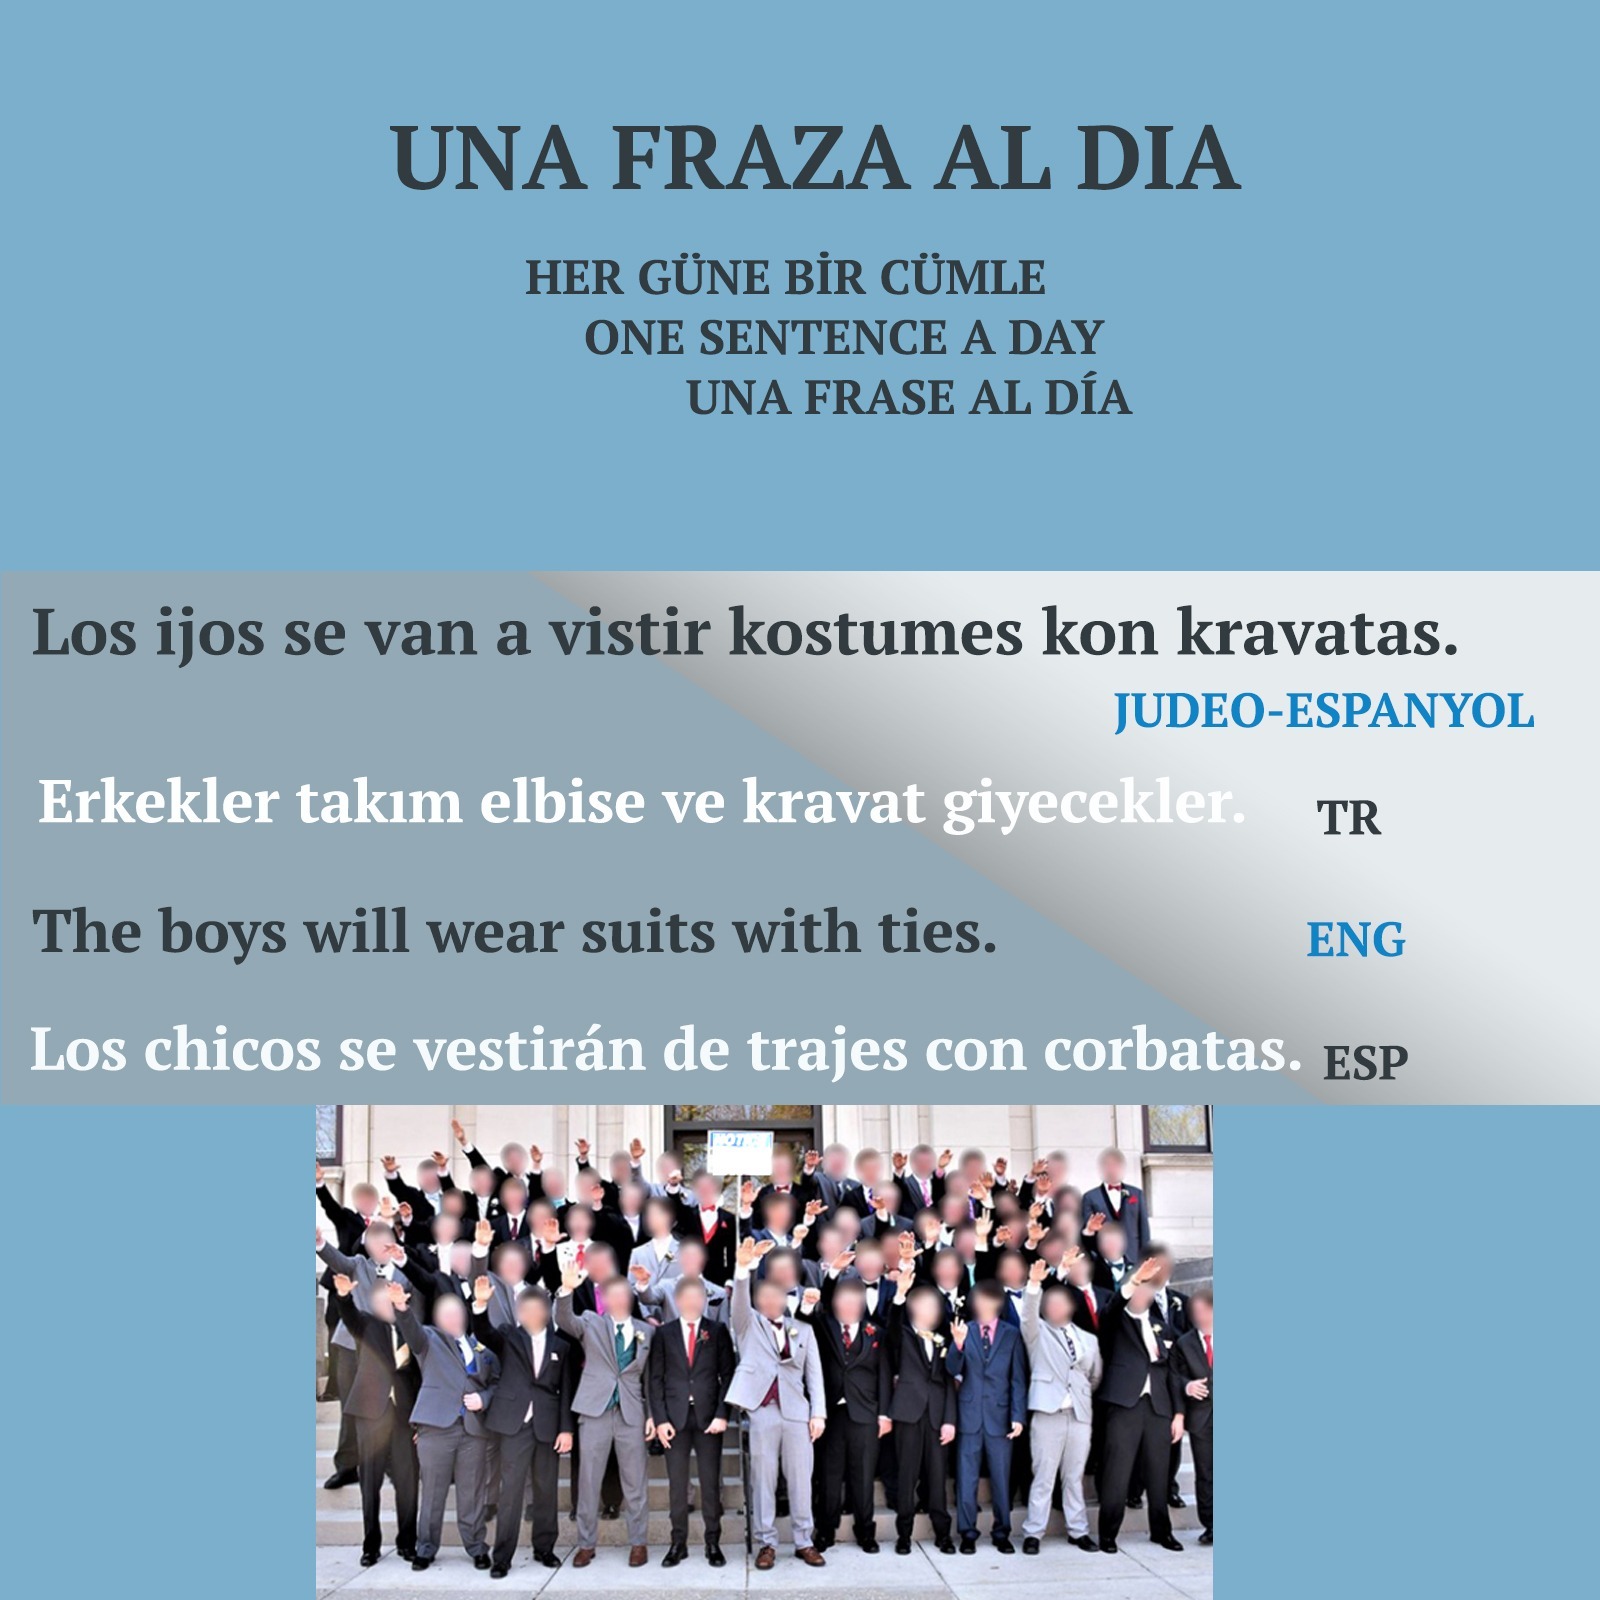 UNA FRAZA AL DIA
HER GÜNE BİR CÜMLE
ONE SENTENCE A DAY
UNA FRASE AL DÍA
Los ijos se van a vistir kostumes kon kravatas.
JUDEO-ESPANYOL
Erkekler takım elbise ve kravat giyecekler.
TR
The boys will wear suits with ties.
ENG
Los chicos se vestirán de trajes con corbatas.
ESP